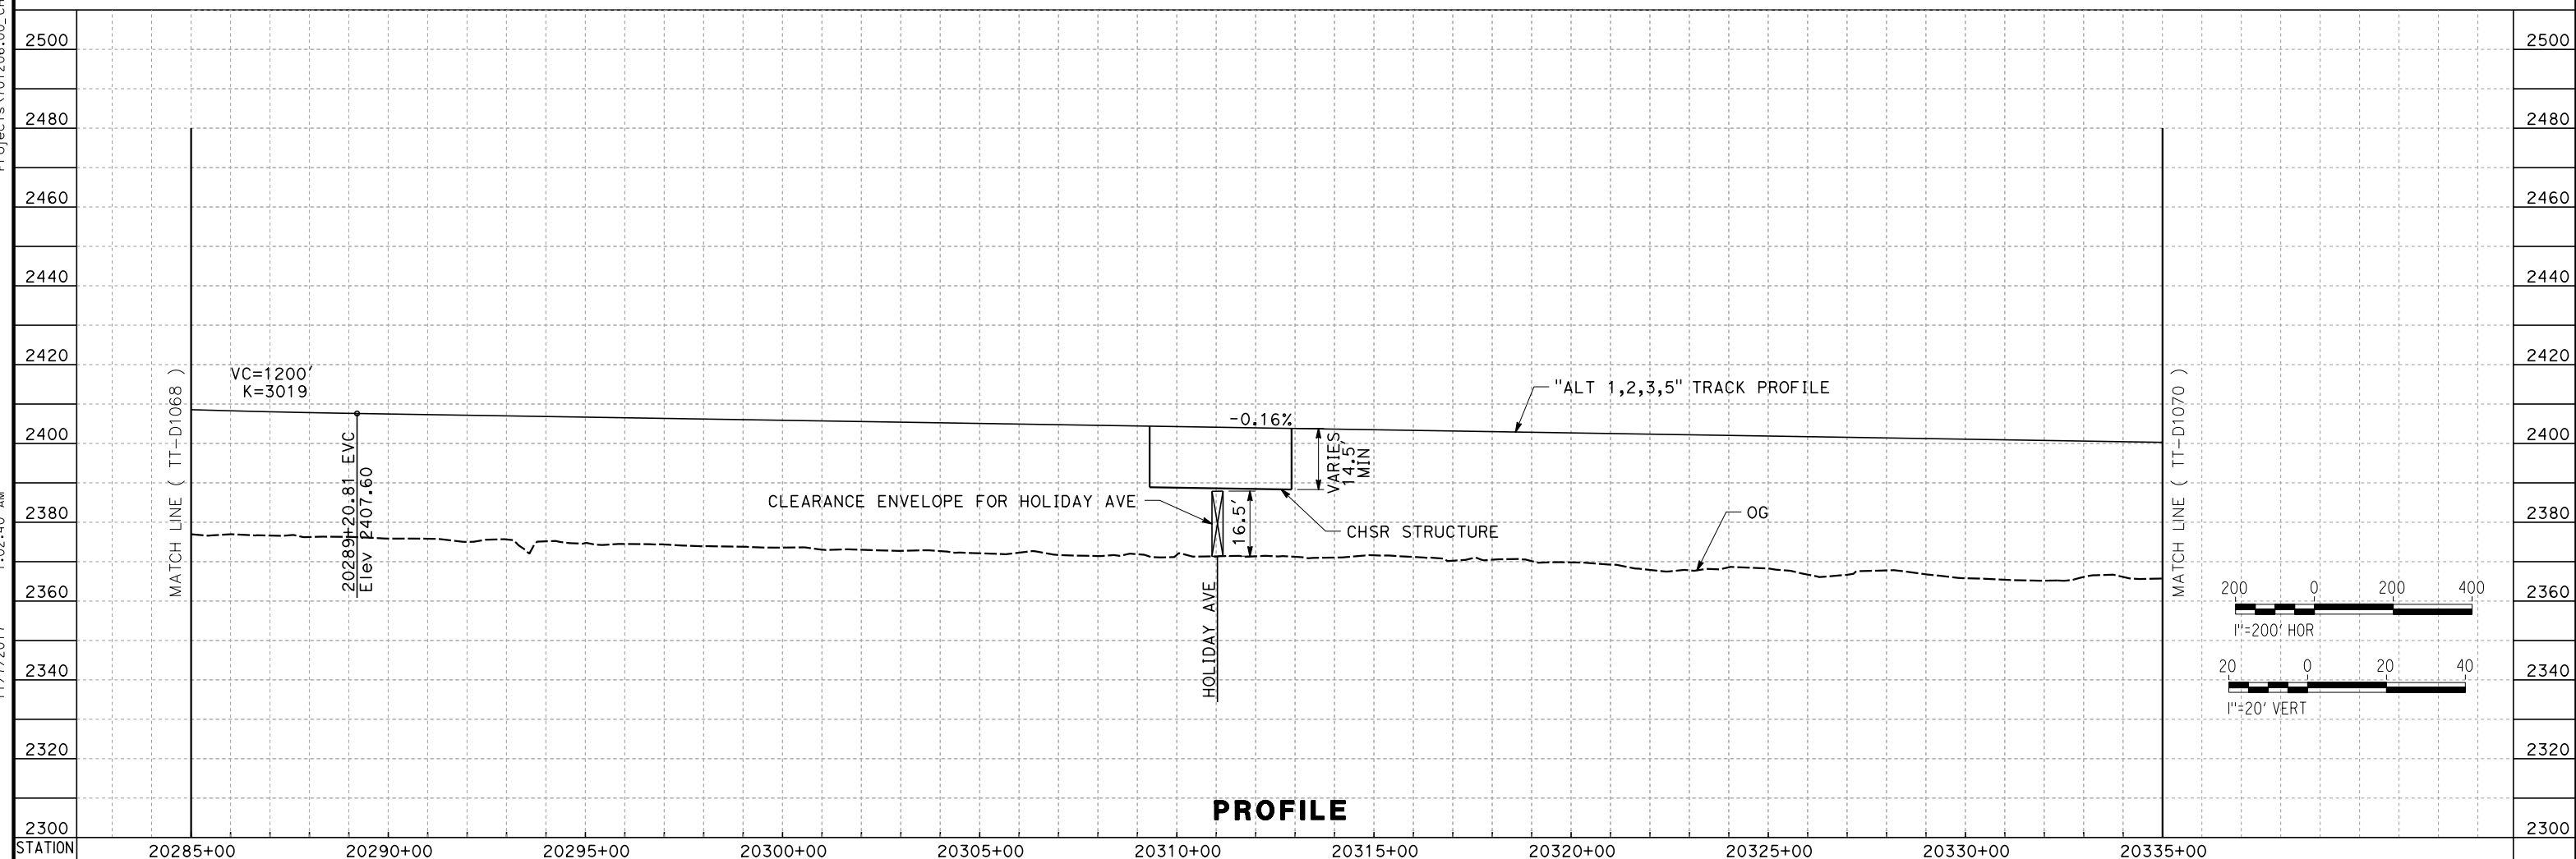 2500
2480
2460
2440
2420
2400
2380
2360
2340
2320
2300
STATION
MATCH LINE ( TT-D1068 )
VC=1200'
K=3019
20289+20.81 EVC
Elev 2407.60
CLEARANCE ENVELOPE FOR HOLIDAY AVE
HOLIDAY AVE
16.5'
-0.16%
VARIES
14.5'
MIN
CHSR STRUCTURE
"ALT 1,2,3,5" TRACK PROFILE
OG
MATCH LINE ( TT-D1070 )
PROFILE
200 0 200 400
1"=200' HOR
20 0 20 40
1"=20' VERT
2500
2480
2460
2440
2420
2400
2380
2360
2340
2320
2300
20285+00 20290+00 20295+00 20300+00 20305+00 20310+00 20315+00 20320+00 20325+00 20330+00 20335+00